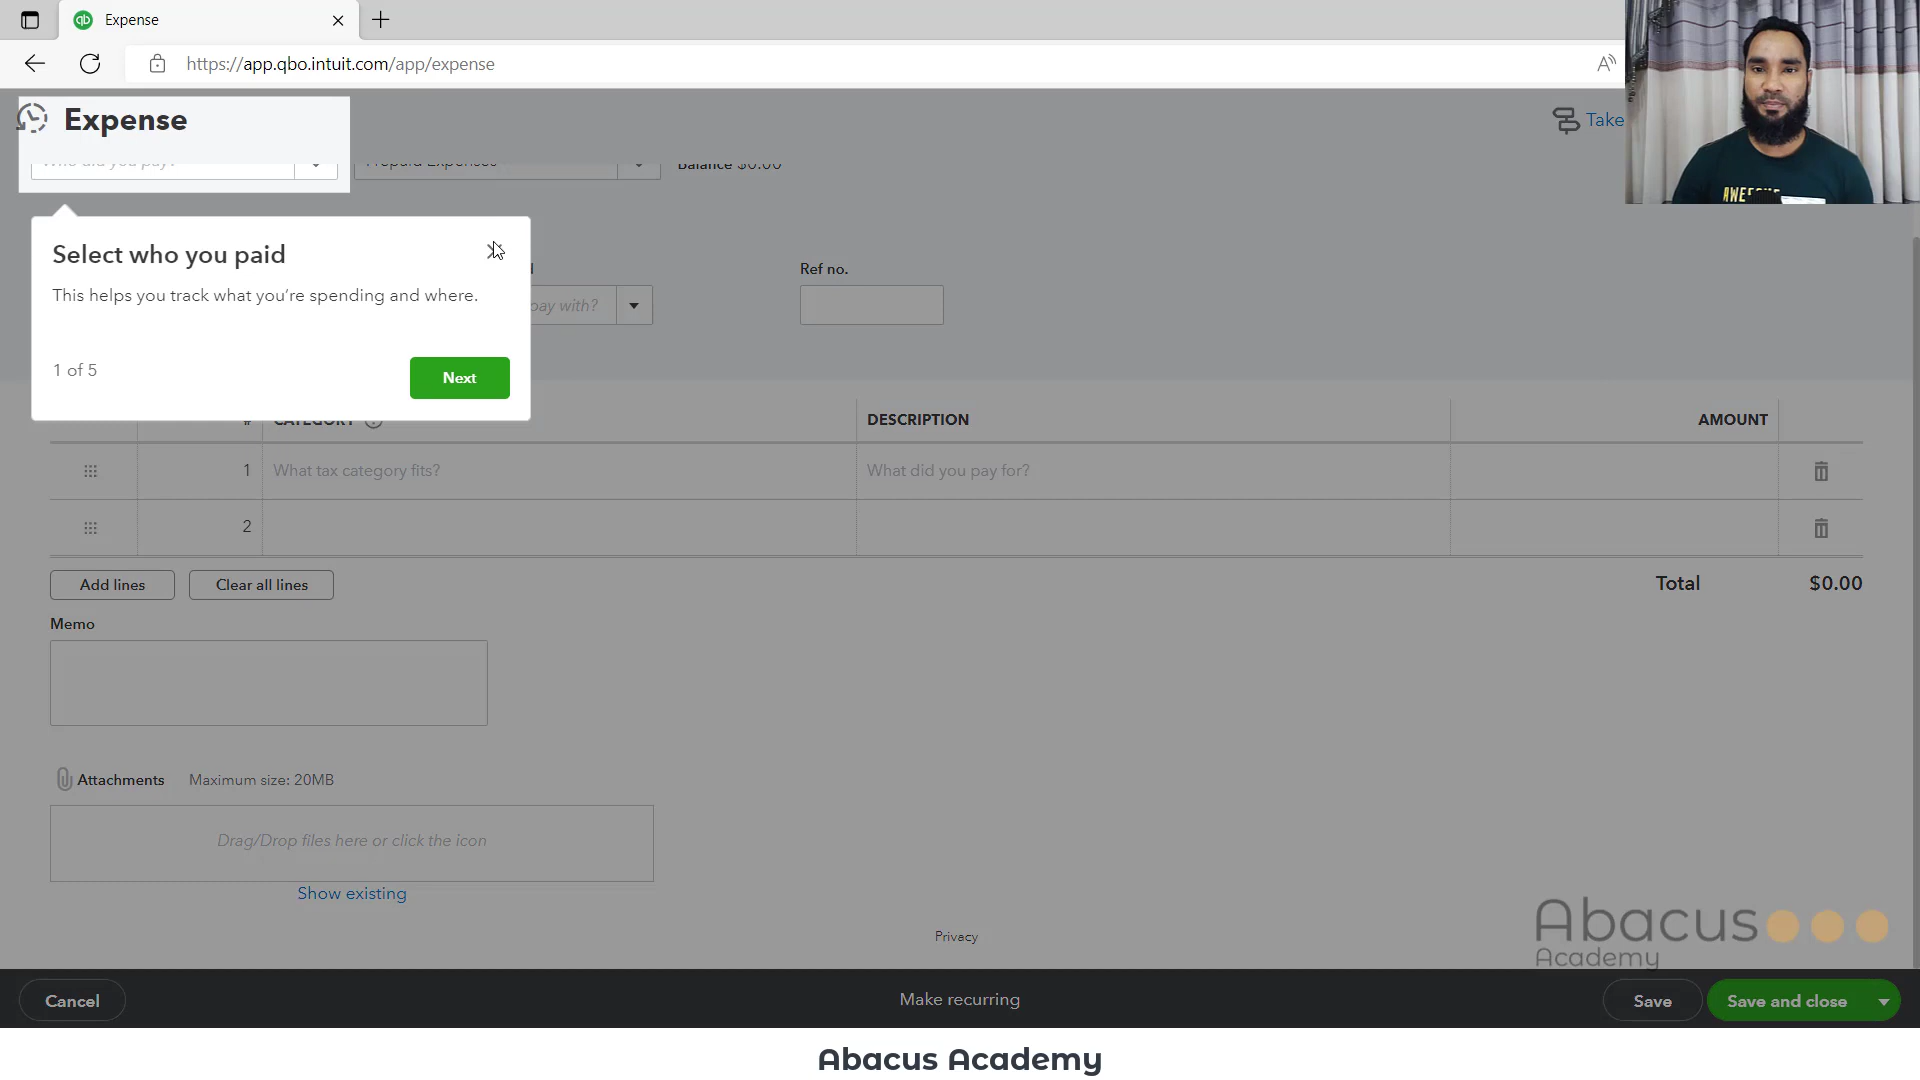 Expense
https://app.qbo.intuit.com/app/expense
Expense
Take
Who did you pay?
Prepaid Expenses
Balance $0.00
Select who you paid
This helps you track what you're spending and where.
1 of 5
Next
pay with?
Ref no.
# CATEGORY DESCRIPTION AMOUNT
1 What tax category fits? What did you pay for?
2
Add lines Clear all lines Total $0.00
Memo
Attachments Maximum size: 20MB
Drag/Drop files here or click the icon
Show existing
Privacy
Abacus
Academy
Cancel Make recurring Save Save and close
Abacus Academy